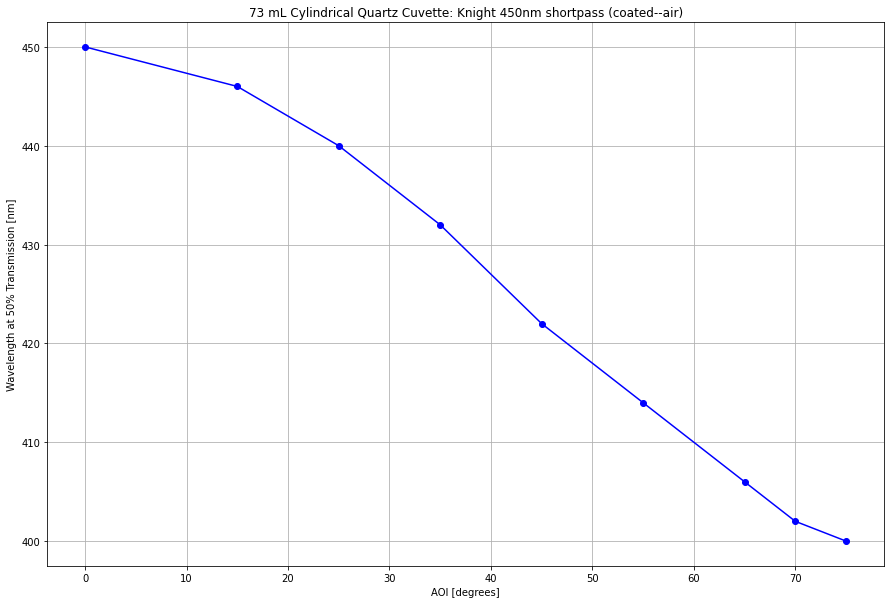 73 mL Cylindrical Quartz Cuvette: Knight 450nm shortpass (coated--air)
Wavelength at 50% Transmission [nm]
450
440
430
420
410
400
0 10 20 30 40 50 60 70
AOI [degrees]